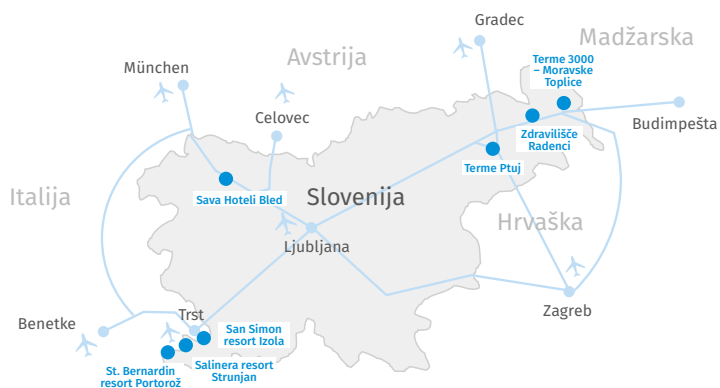 Gradec
Madžarska
Avstrija
Terme 3000
– Moravske
Toplice
München
Celovec
Budimpešta
Zdravilišče
Radenci
Terme Ptuj
Italija
Sava Hoteli Bled
Slovenija
Hrvaška
Ljubljana
Zagreb
Trst
Benetke
San Simon
resort Izola
Salinera resort
Strunjan
St. Bernardin
resort Portorož